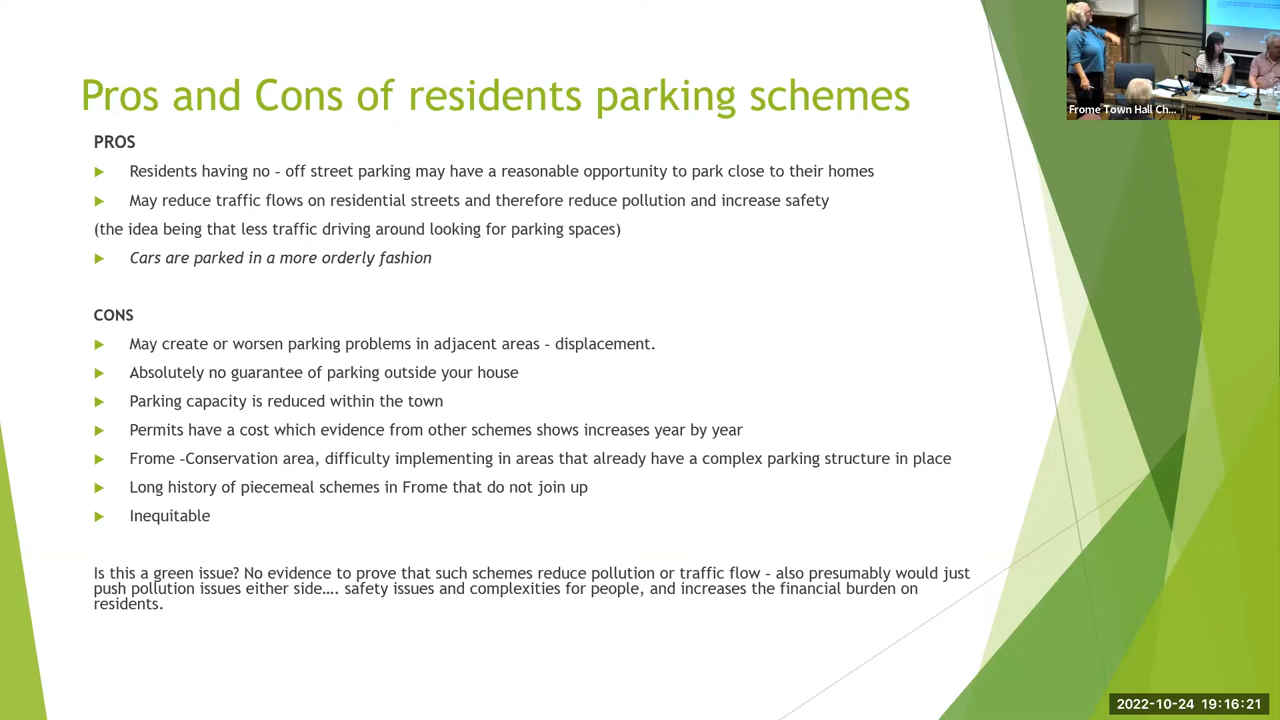 Pros and Cons of residents parking schemes
PROS
Residents having no - off street parking may have a reasonable opportunity to park close to their homes
May reduce traffic flows on residential streets and therefore reduce pollution and increase safety
(the idea being that less traffic driving around looking for parking spaces)
Cars are parked in a more orderly fashion
CONS
May create or worsen parking problems in adjacent areas - displacement.
Absolutely no guarantee of parking outside your house
Parking capacity is reduced within the town
Permits have a cost which evidence from other schemes shows increases year by year
Frome -Conservation area, difficulty implementing in areas that already have a complex parking structure in place
Long history of piecemeal schemes in Frome that do not join up
Inequitable
Is this a green issue? No evidence to prove that such schemes reduce pollution or traffic flow - also presumably would just
push pollution issues either side…. safety issues and complexities for people, and increases the financial burden on
residents.
Frome Town Hall Ch...
2022-10-24 19:16:21